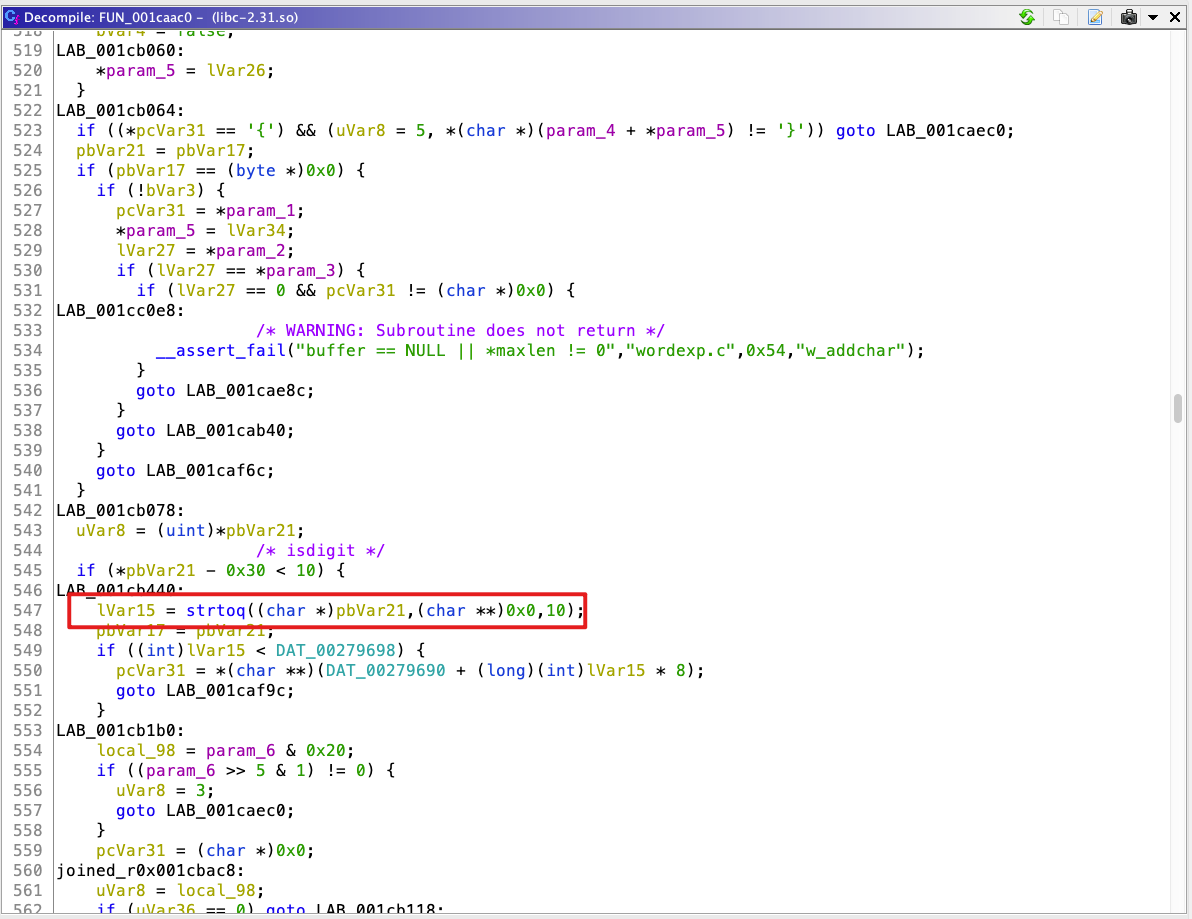 Decompile: FUN_001caac0 - (libc-2.31.so)
518 bVar4 = false;
519 LAB_001cb060:
520 *param_5 = lVar26;
521 }
522 LAB_001cb064:
523 if ((*pcVar31 == '{') && (uVar8 = 5, *(char *)(param_4 + *param_5) != '}')) goto LAB_001caec0;
524 pbVar21 = pbVar17;
525 if (pbVar17 == (byte *)0x0) {
526 if (!bVar3) {
527 pcVar31 = *param_1;
528 *param_5 = lVar34;
529 lVar27 = *param_2;
530 if (lVar27 == *param_3) {
531 if (lVar27 == 0 && pcVar31 != (char *)0x0) {
532 LAB_001cc0e8:
533 /* WARNING: Subroutine does not return */
534 __assert_fail("buffer == NULL || *maxlen != 0","wordexp.c",0x54,"w_addchar");
535 }
536 goto LAB_001cae8c;
537 }
538 goto LAB_001cab40;
539 }
540 goto LAB_001caf6c;
541 }
542 LAB_001cb078:
543 uVar8 = (uint)*pbVar21;
544 /* isdigit */
545 if (*pbVar21 - 0x30 < 10) {
546 LAB_001cb440:
547 lVar15 = strtoq((char *)pbVar21,(char **)0x0,10);
548 pbVar17 = pbVar21;
549 if ((int)lVar15 < DAT_00279698) {
550 pcVar31 = *(char **)(DAT_00279690 + (long)(int)lVar15 * 8);
551 goto LAB_001caf9c;
552 }
553 LAB_001cb1b0:
554 local_98 = param_6 & 0x20;
555 if ((param_6 >> 5 & 1) != 0) {
556 uVar8 = 3;
557 goto LAB_001caec0;
558 }
559 pcVar31 = (char *)0x0;
560 joined_r0x001cbac8:
561 uVar8 = local_98;
562 if (uVar36 == 0) goto LAB_001cb118;